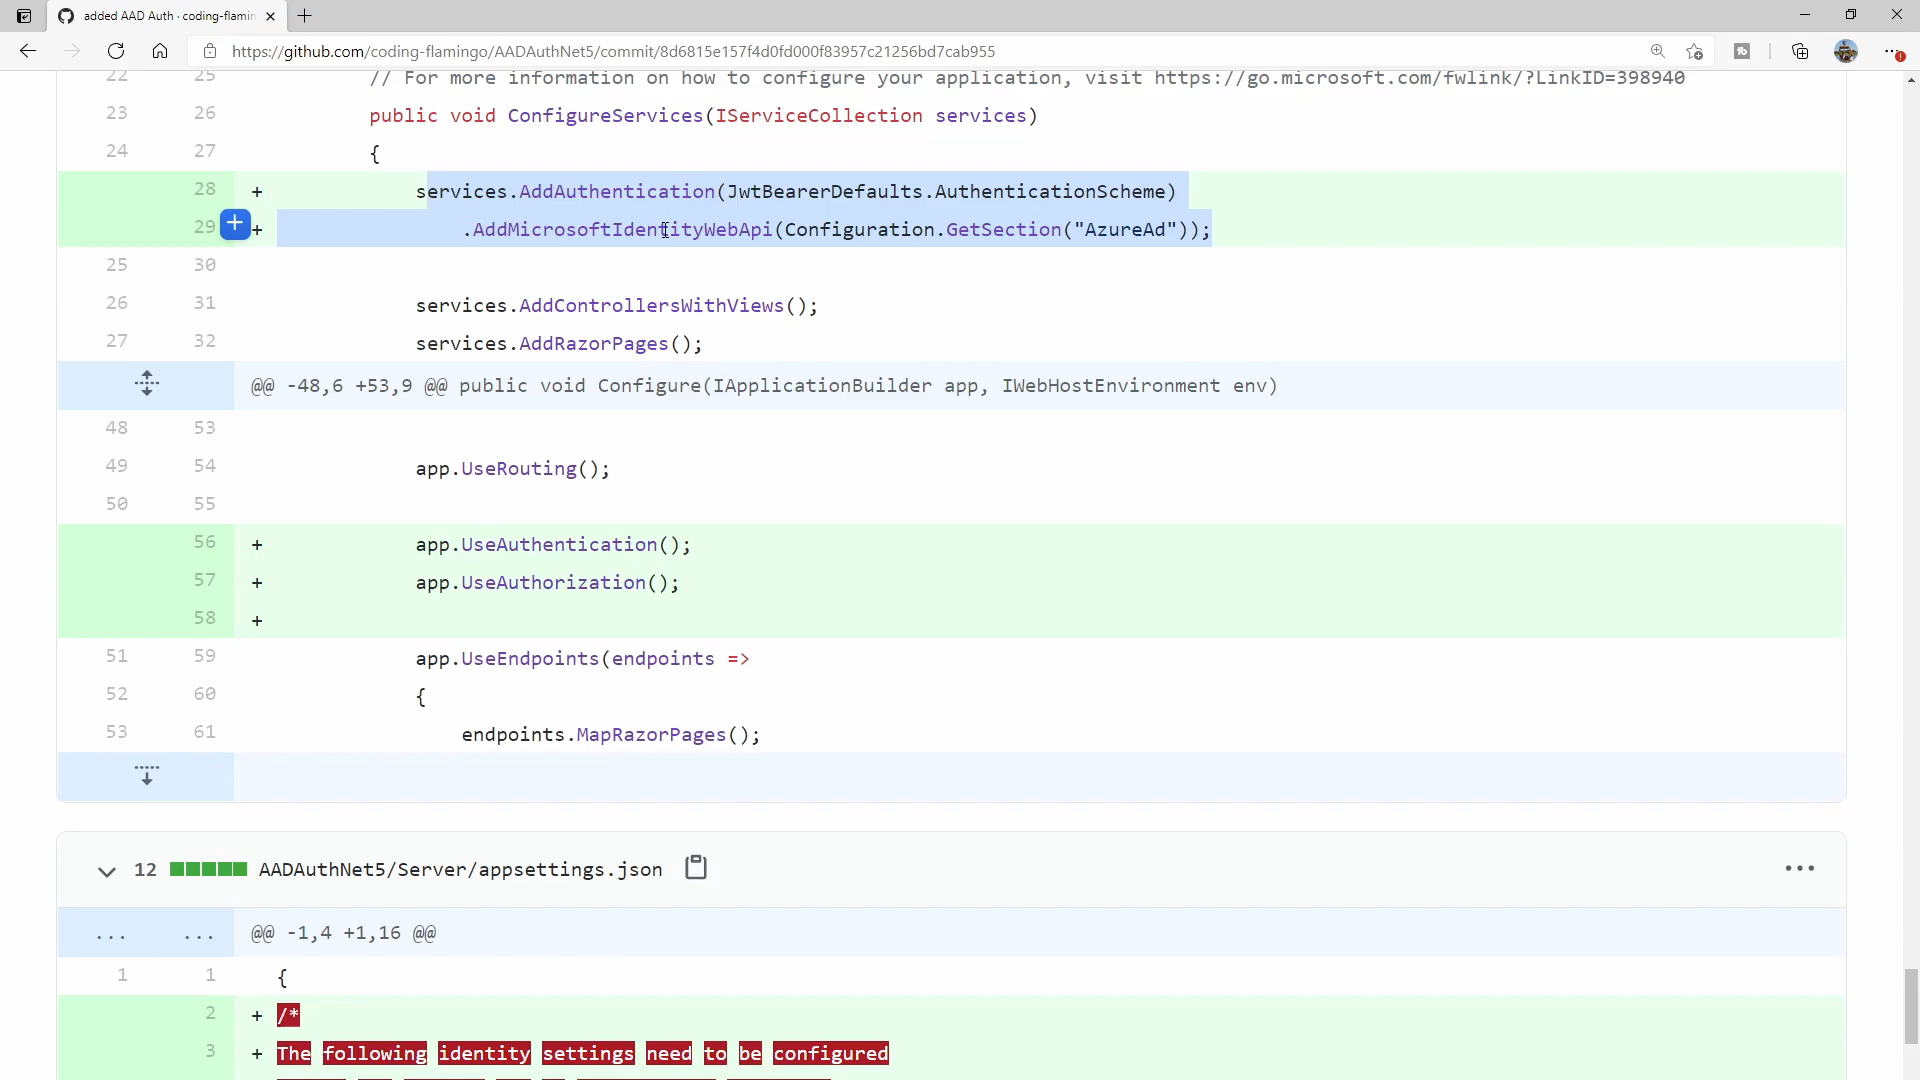 added AAD Auth · coding-flamin
https://github.com/coding-flamingo/AADAuthNet5/commit/8d6815e157f4d0fd000f83957c21256bd7cab955
22 25 // For more information on how to configure your application, visit https://go.microsoft.com/fwlink/?LinkID=398940
23 26 public void ConfigureServices(IServiceCollection services)
24 27 {
28 + services.AddAuthentication(JwtBearerDefaults.AuthenticationScheme)
29 + .AddMicrosoftIdentityWebApi(Configuration.GetSection("AzureAd"));
25 30
26 31 services.AddControllersWithViews();
27 32 services.AddRazorPages();
@@ -48,6 +53,9 @@ public void Configure(IApplicationBuilder app, IWebHostEnvironment env)
48 53
49 54 app.UseRouting();
50 55
56 + app.UseAuthentication();
57 + app.UseAuthorization();
58 +
51 59 app.UseEndpoints(endpoints =>
52 60 {
53 61 endpoints.MapRazorPages();
12 AADAuthNet5/Server/appsettings.json
... ... @@ -1,4 +1,16 @@
1 1 {
2 + /*
3 + The following identity settings need to be configured